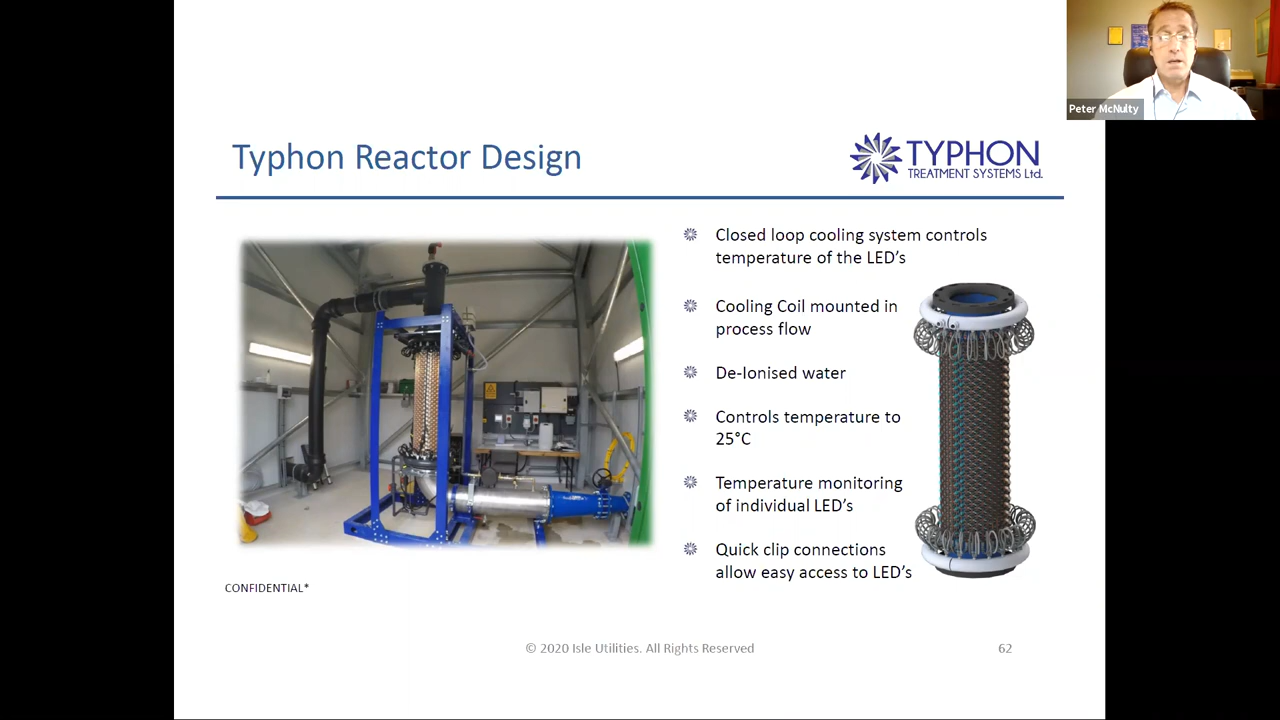 Peter McNulty
Typhon Reactor Design
TYPHON
TREATMENT SYSTEMS Ltd.
Closed loop cooling system controls
temperature of the LED's
Cooling Coil mounted in
process flow
De-Ionised water
Controls temperature to
25°C
Temperature monitoring
of individual LED's
Quick clip connections
allow easy access to LED's
CONFIDENTIAL*
© 2020 Isle Utilities. All Rights Reserved
62